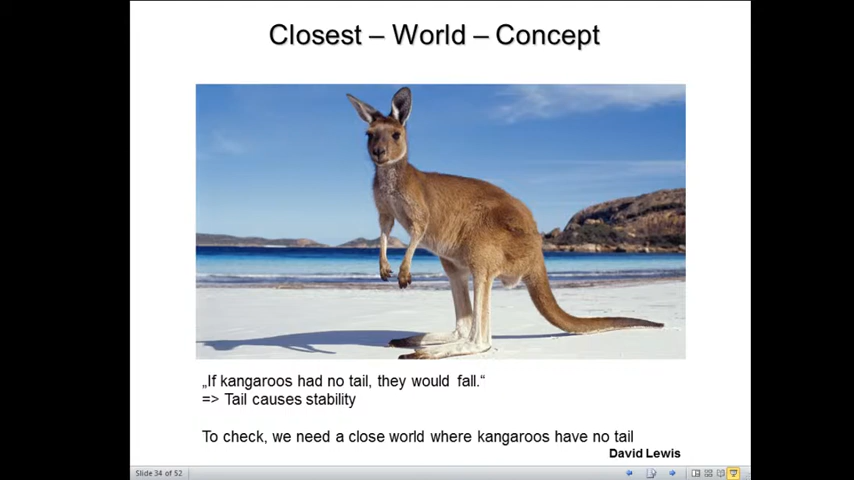 Closest – World – Concept
„If kangaroos had no tail, they would fall.“
=> Tail causes stability
To check, we need a close world where kangaroos have no tail
David Lewis
Slide 34 of 52